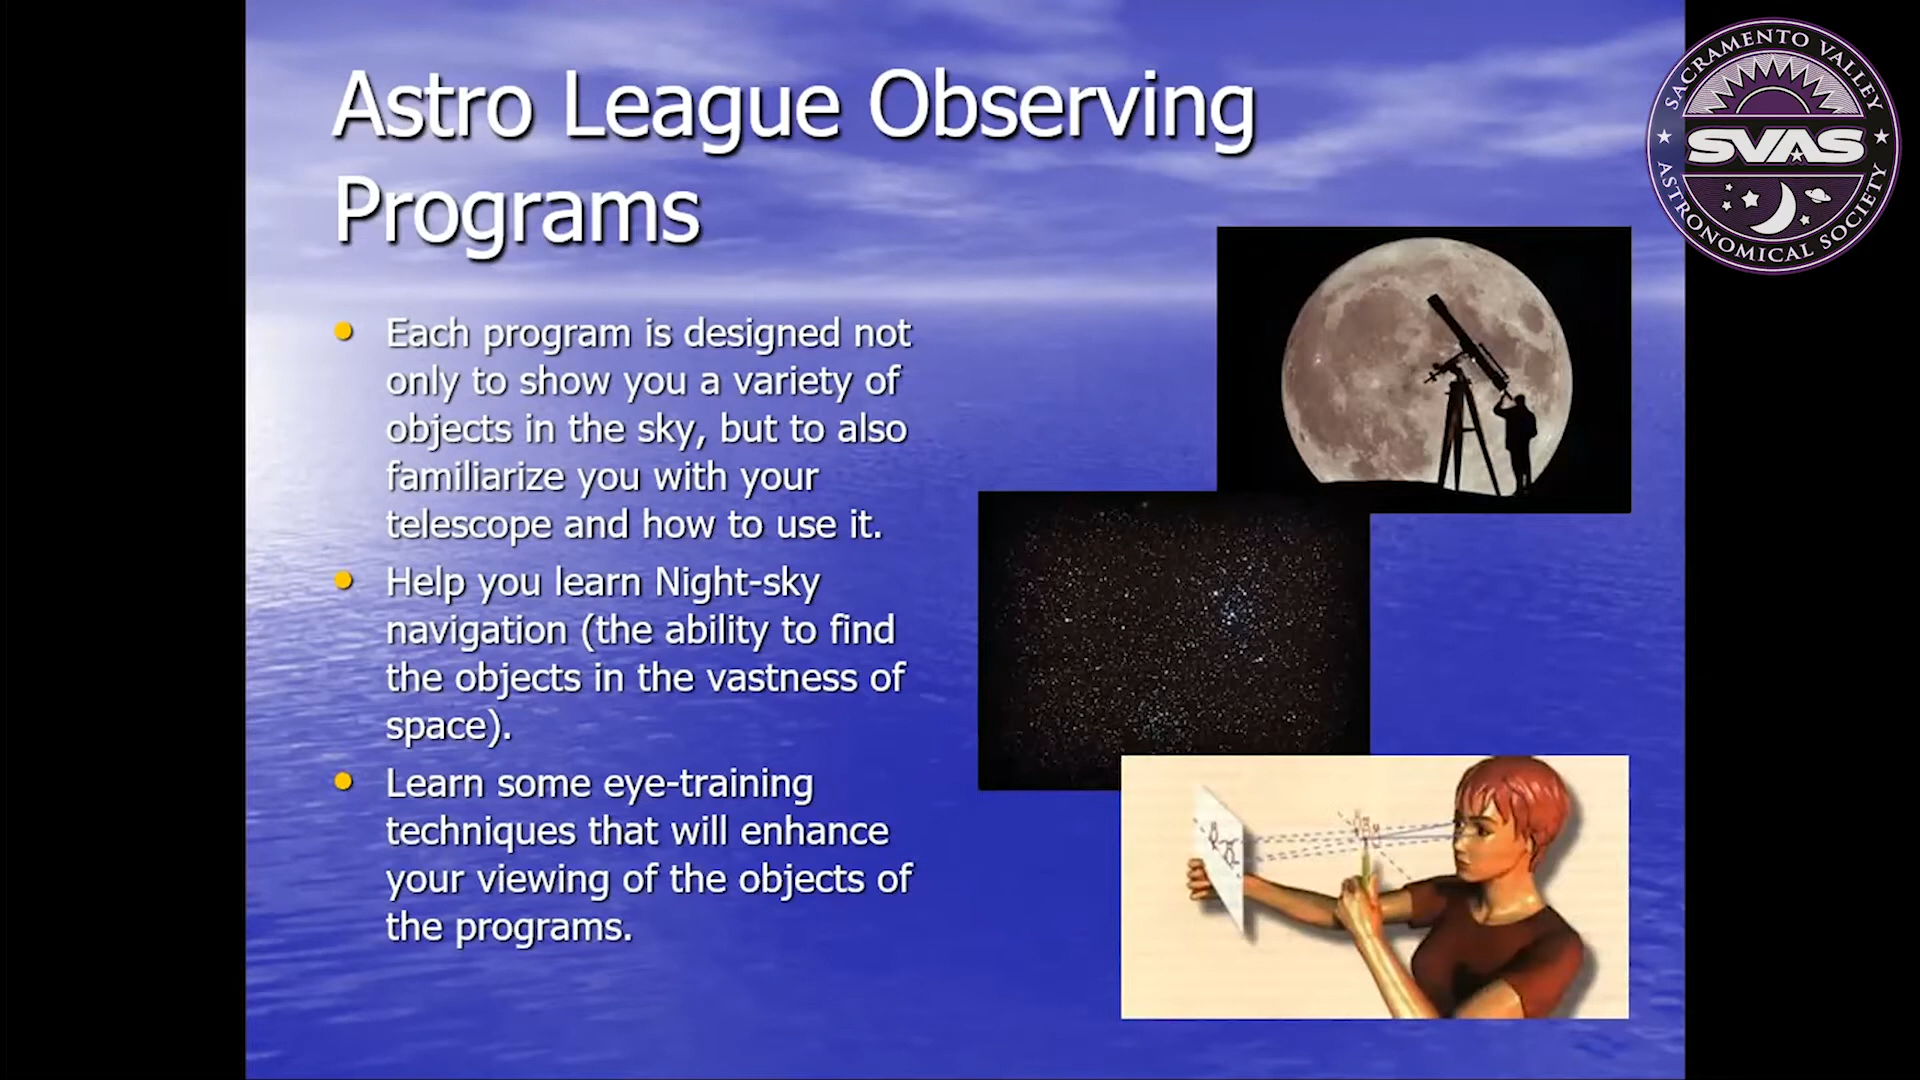 Astro League Observing
Programs
Each program is designed not
only to show you a variety of
objects in the sky, but to also
familiarize you with your
telescope and how to use it.
Help you learn Night-sky
navigation (the ability to find
the objects in the vastness of
space).
Learn some eye-training
techniques that will enhance
your viewing of the objects of
the programs.
SACRAMENTO VALLEY
SVAS
ASTRONOMICAL SOCIETY